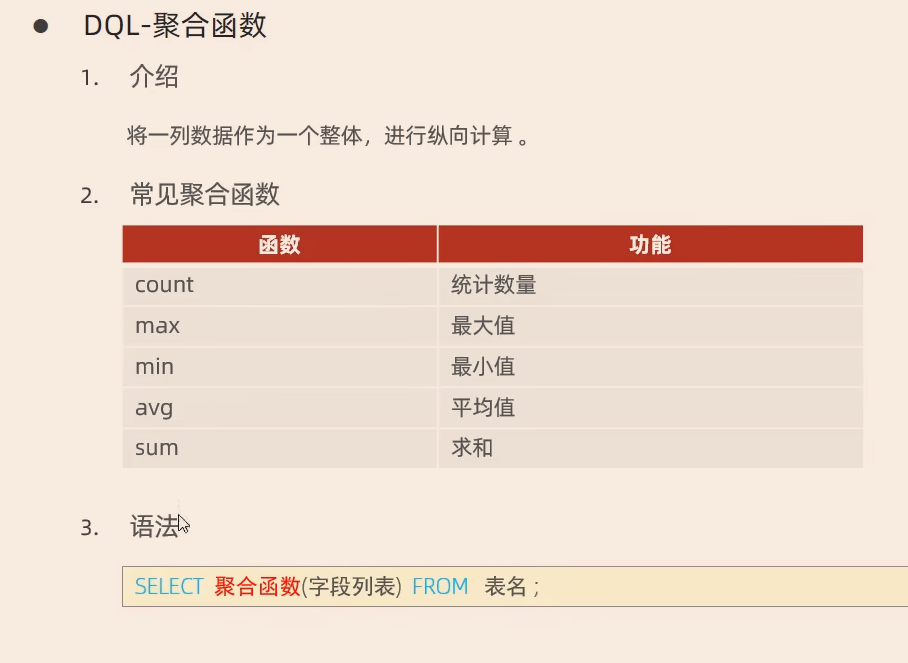 ● DQL-聚合函数
1. 介绍
将一列数据作为一个整体，进行纵向计算 。
2. 常见聚合函数
函数 功能
count 统计数量
max 最大值
min 最小值
avg 平均值
sum 求和
3. 语法
SELECT 聚合函数(字段列表) FROM 表名 ;